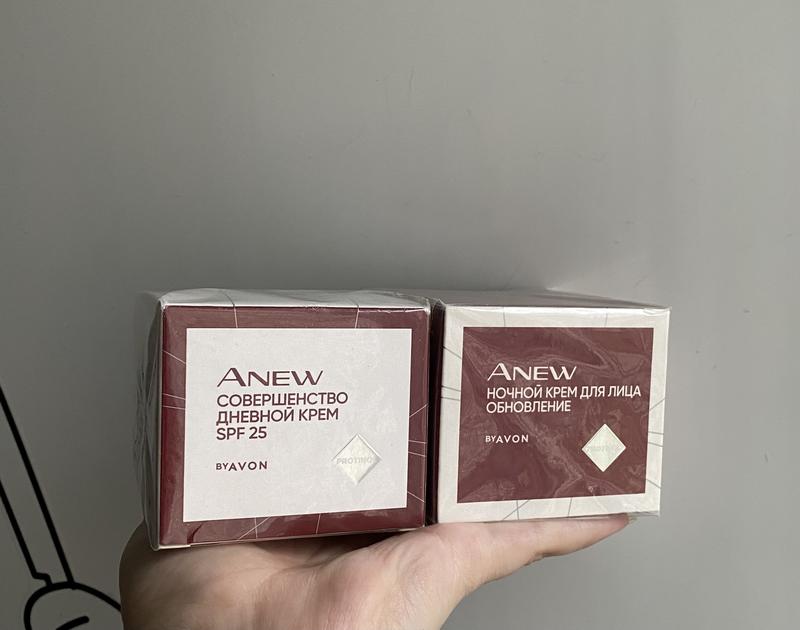 ANEW
СОВЕРШЕНСТВО
ДНЕВНОЙ КРЕМ
SPF 25
BY AVON
PROTINOL
ANEW
НОЧНОЙ КРЕМ ДЛЯ ЛИЦА
ОБНОВЛЕНИЕ
BY AVON